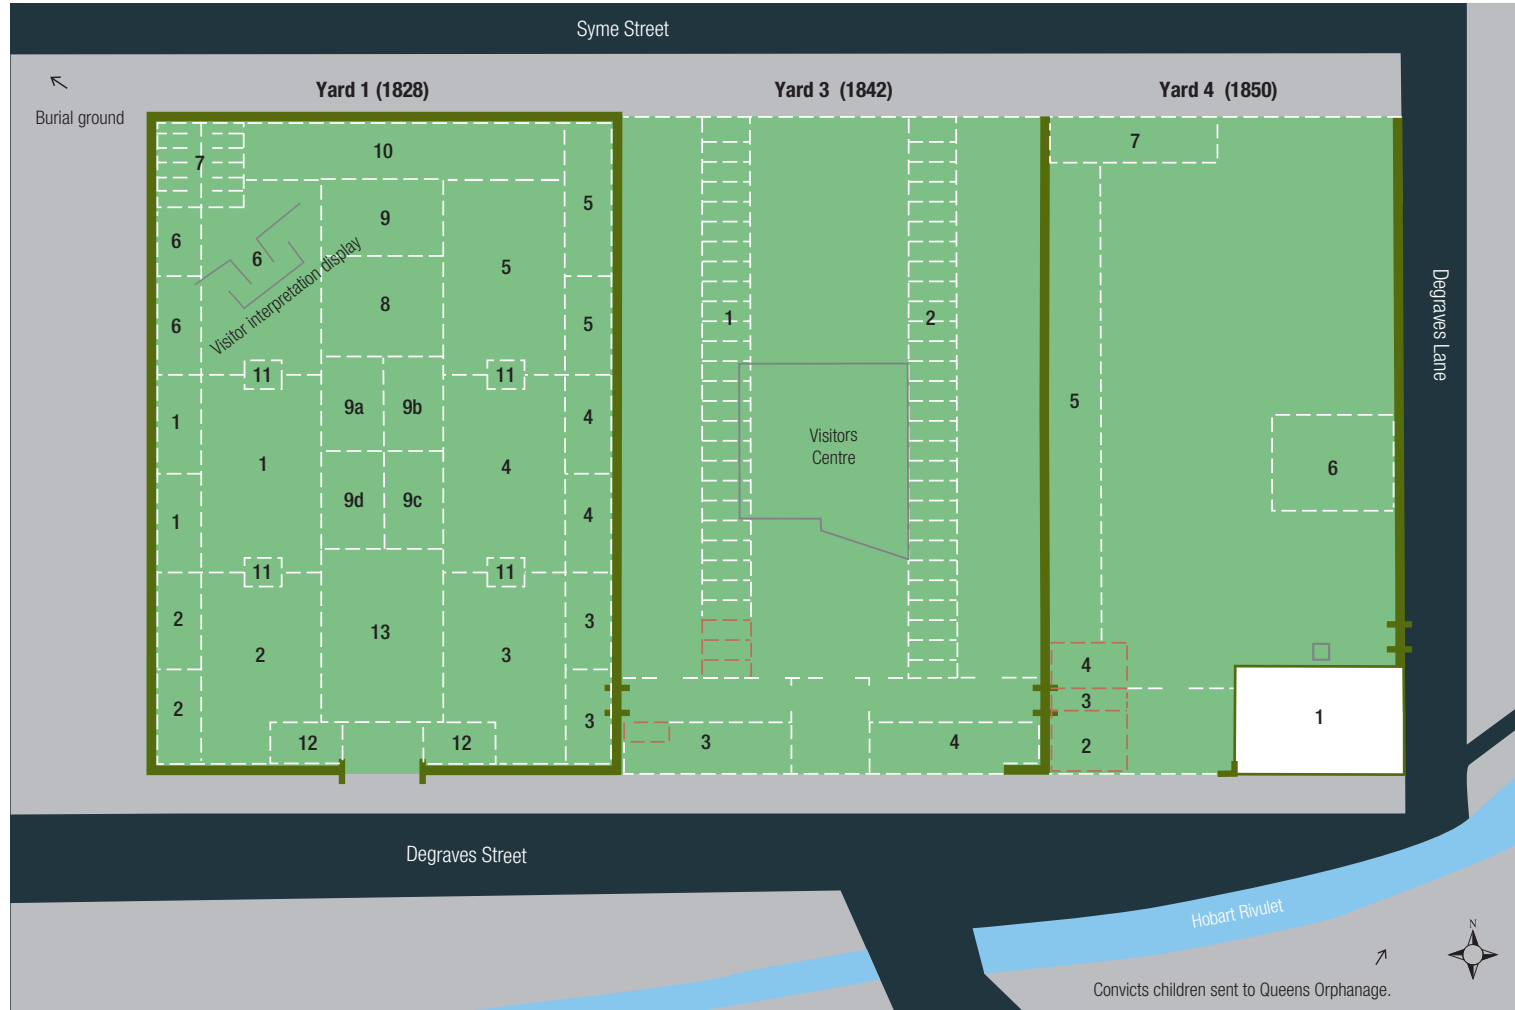 Syme Street
Burial ground
Yard 1 (1828)
Yard 3 (1842)
Yard 4 (1850)
10
7
9
5
6
6
5
8
6
5
Visitor interpretation display
11
11
9a
9b
4
1
1
4
9d
9c
4
1
11
11
2
13
3
2
3
2
3
12
12
1
2
Visitors
Centre
3
4
7
5
6
4
3
2
1
Degraves Lane
Degraves Street
Hobart Rivulet
N
Convicts children sent to Queens Orphanage.